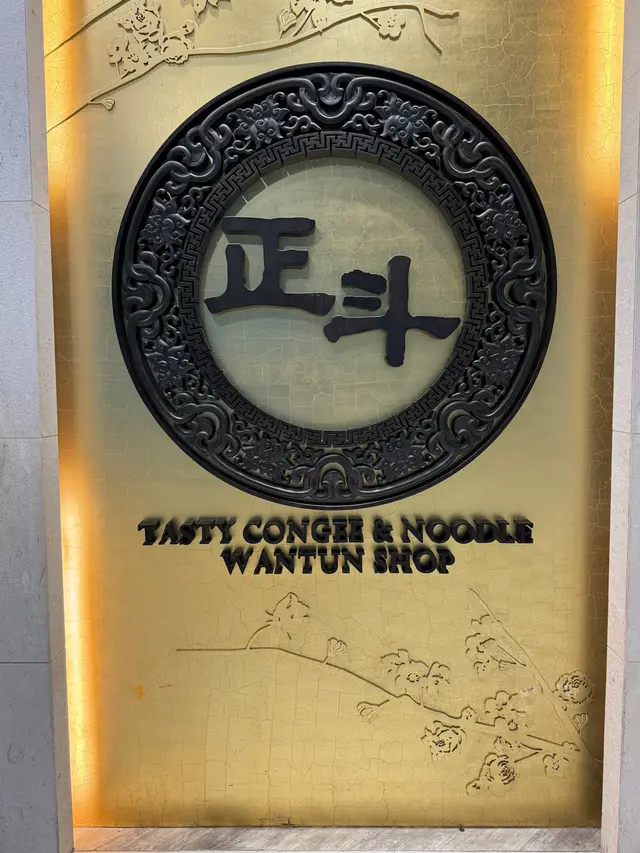 正斗
TASTY CONGEE & NOODLE
WANTUN SHOP